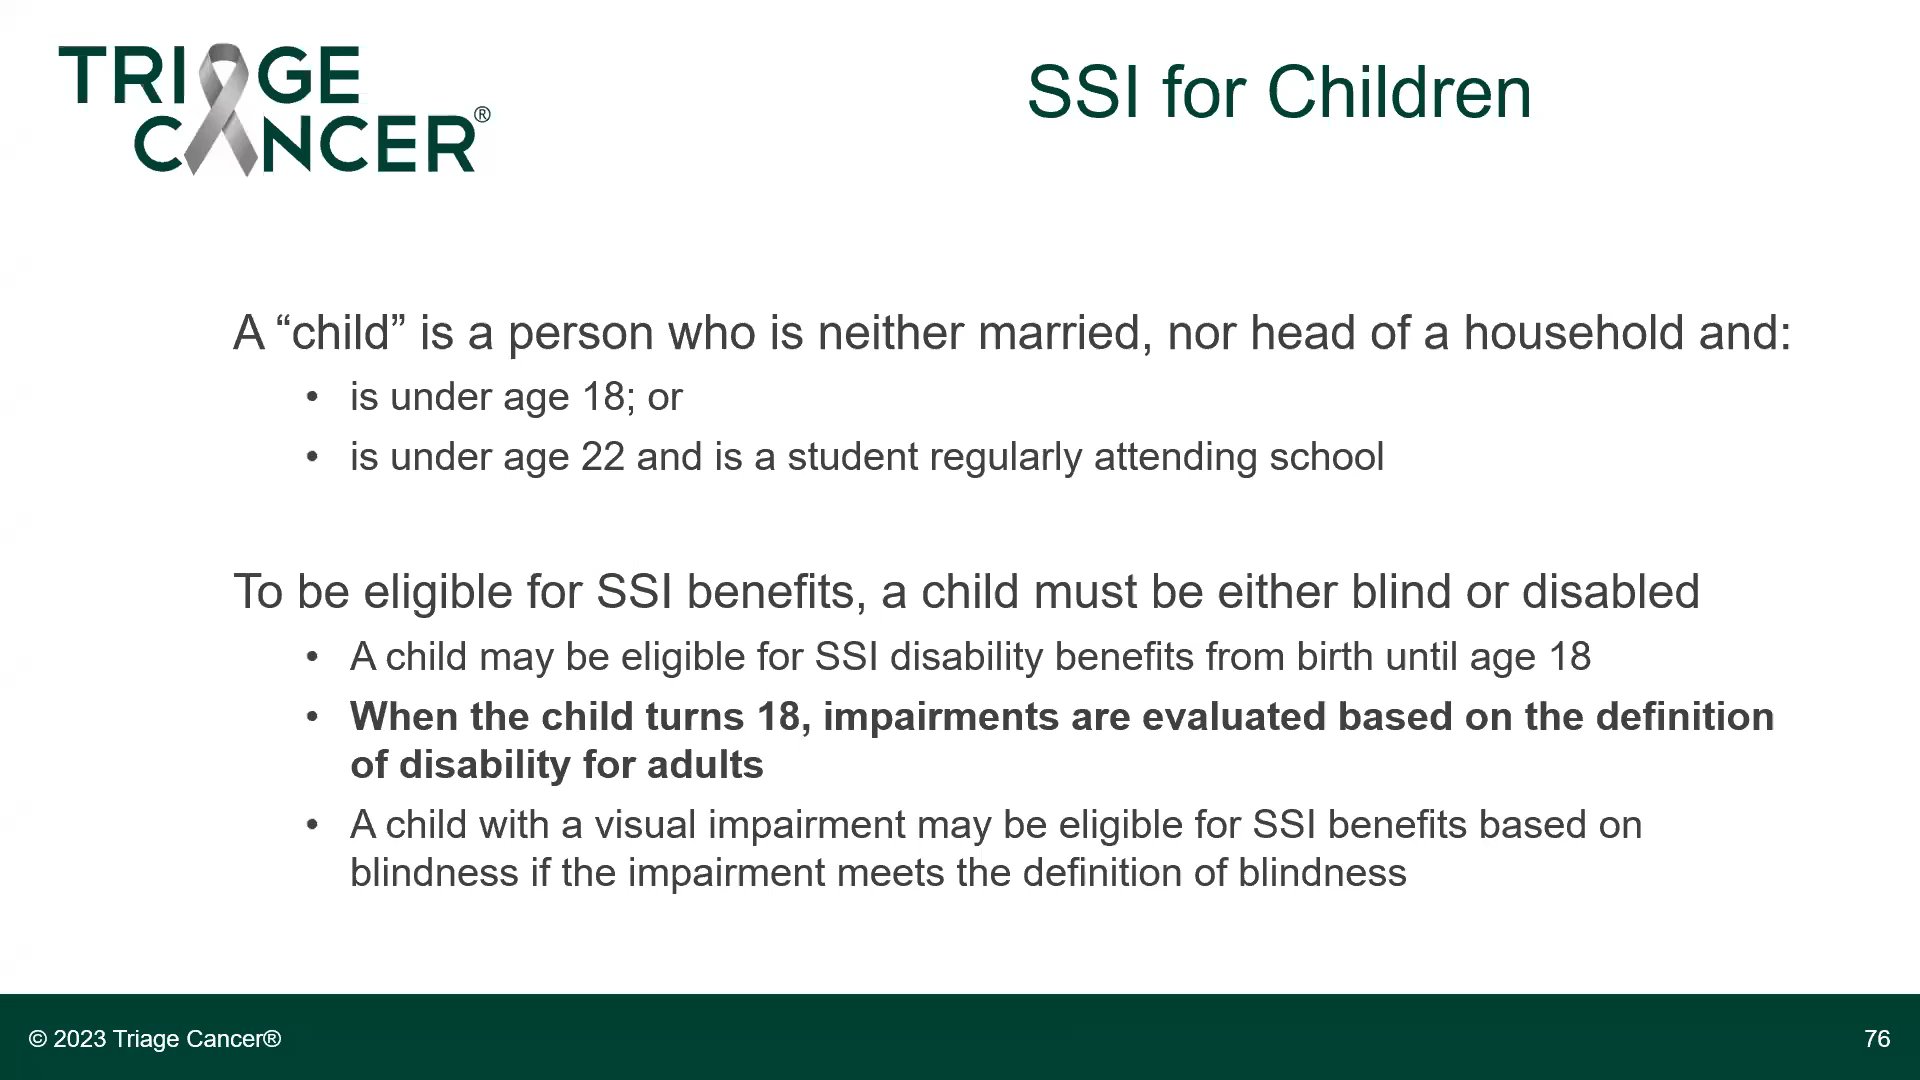 TRIAGE
CANCER®
SSI for Children
A “child” is a person who is neither married, nor head of a household and:
• is under age 18; or
• is under age 22 and is a student regularly attending school
To be eligible for SSI benefits, a child must be either blind or disabled
• A child may be eligible for SSI disability benefits from birth until age 18
• When the child turns 18, impairments are evaluated based on the definition
of disability for adults
• A child with a visual impairment may be eligible for SSI benefits based on
blindness if the impairment meets the definition of blindness
© 2023 Triage Cancer®
76